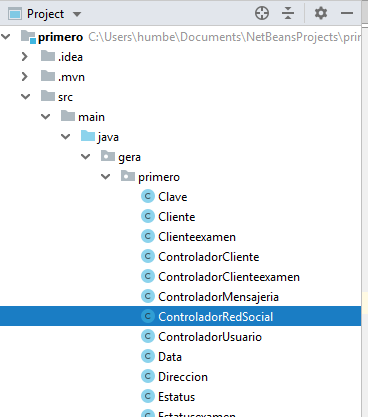 Project
primero C:\Users\humbe\Documents\NetBeansProjects\pri
.idea
.mvn
src
main
java
gera
primero
C Clave
C Cliente
C Clienteexamen
C ControladorCliente
C ControladorClienteexamen
C ControladorMensajeria
C ControladorRedSocial
C ControladorUsuario
C Data
C Direccion
C Estatus
C Estatusexamen